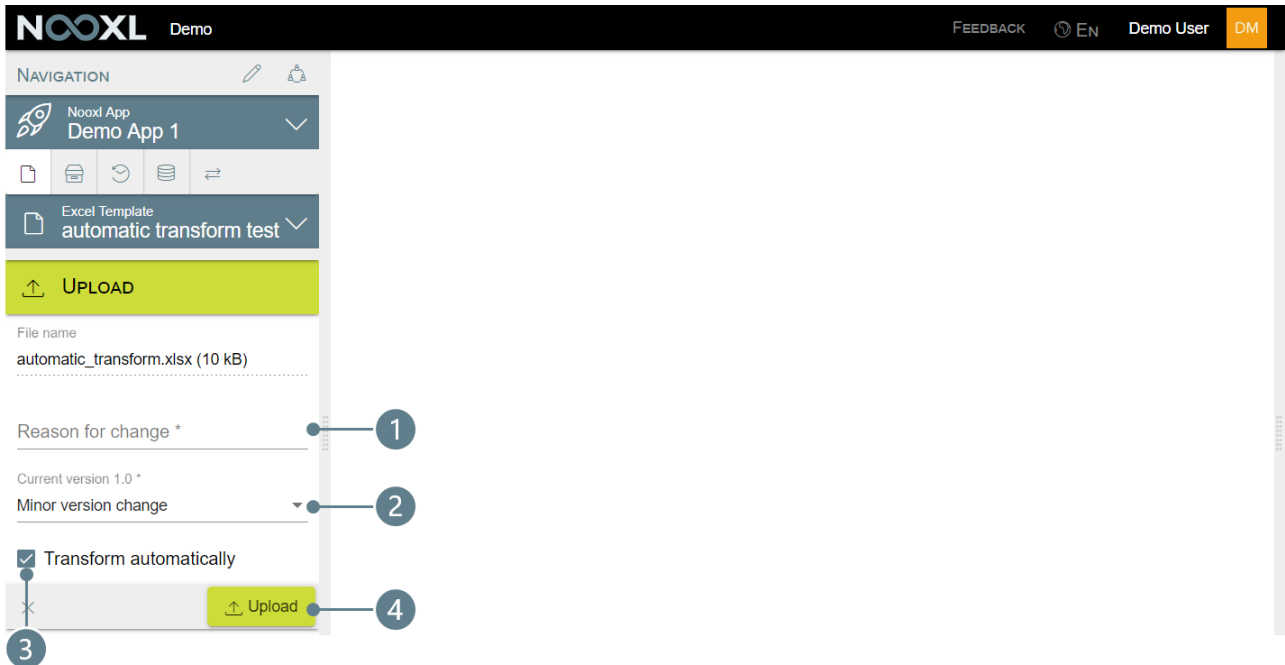 NOOXL Demo FEEDBACK EN Demo User DM
NAVIGATION
Nooxl App
Demo App 1
Excel Template
automatic transform test
UPLOAD
File name
automatic_transform.xlsx (10 kB)
Reason for change *
1
Current version 1.0 *
Minor version change
2
Transform automatically
Upload
4
3